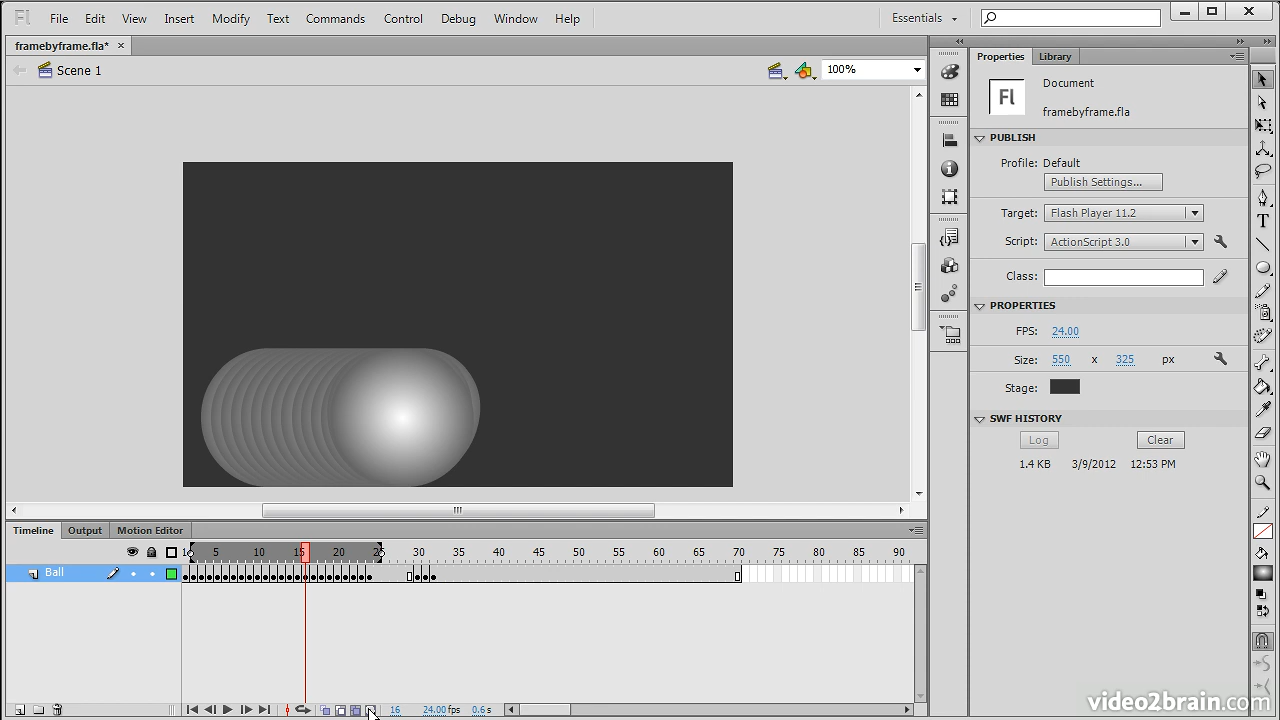 Fl File Edit View Insert Modify Text Commands Control Debug Window Help Essentials
framebyframe.fla*
Scene 1
100%
Properties Library
Fl
Document
framebyframe.fla
PUBLISH
Profile: Default
Publish Settings...
Target: Flash Player 11.2
Script: ActionScript 3.0
Class:
PROPERTIES
FPS: 24.00
Size: 550 x 325 px
Stage:
SWF HISTORY
Log Clear
1.4 KB 3/9/2012 12:53 PM
T
Timeline Output Motion Editor
1 5 10 15 20 25 30 35 40 45 50 55 60 65 70 75 80 85 90
Ball
16 24.00 fps 0.6 s
video2brain.com